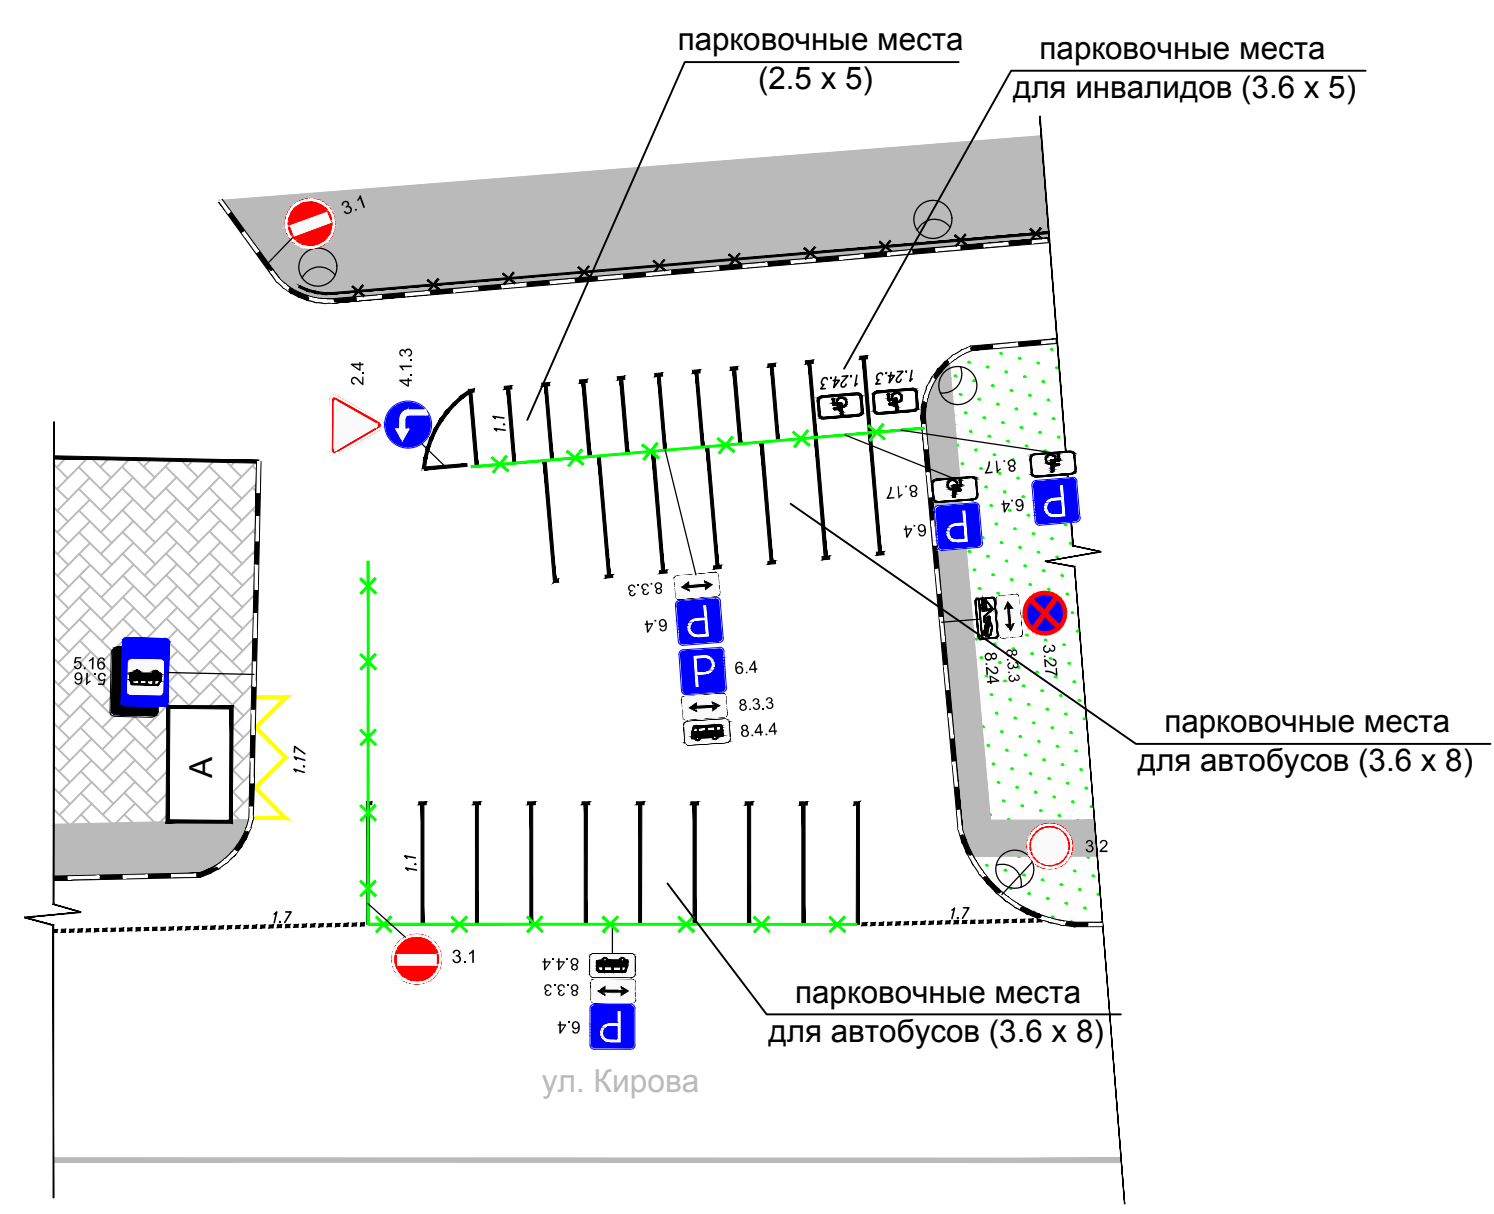 парковочные места
(2.5 x 5)
парковочные места
для инвалидов (3.6 x 5)
3.1
2.4
4.1.3
1.1
1.24.3
1.24.3
8.17
6.4
8.17
6.4
8.3.3
6.4
P
P
P
P
6.4
8.3.3
8.4.4
8.24
8.3.3
3.27
5.16
5.16
A
1.17
парковочные места
для автобусов (3.6 x 8)
1.1
3.2
1.7
1.7
3.1
8.4.4
8.3.3
6.4
P
парковочные места
для автобусов (3.6 x 8)
ул. Кирова